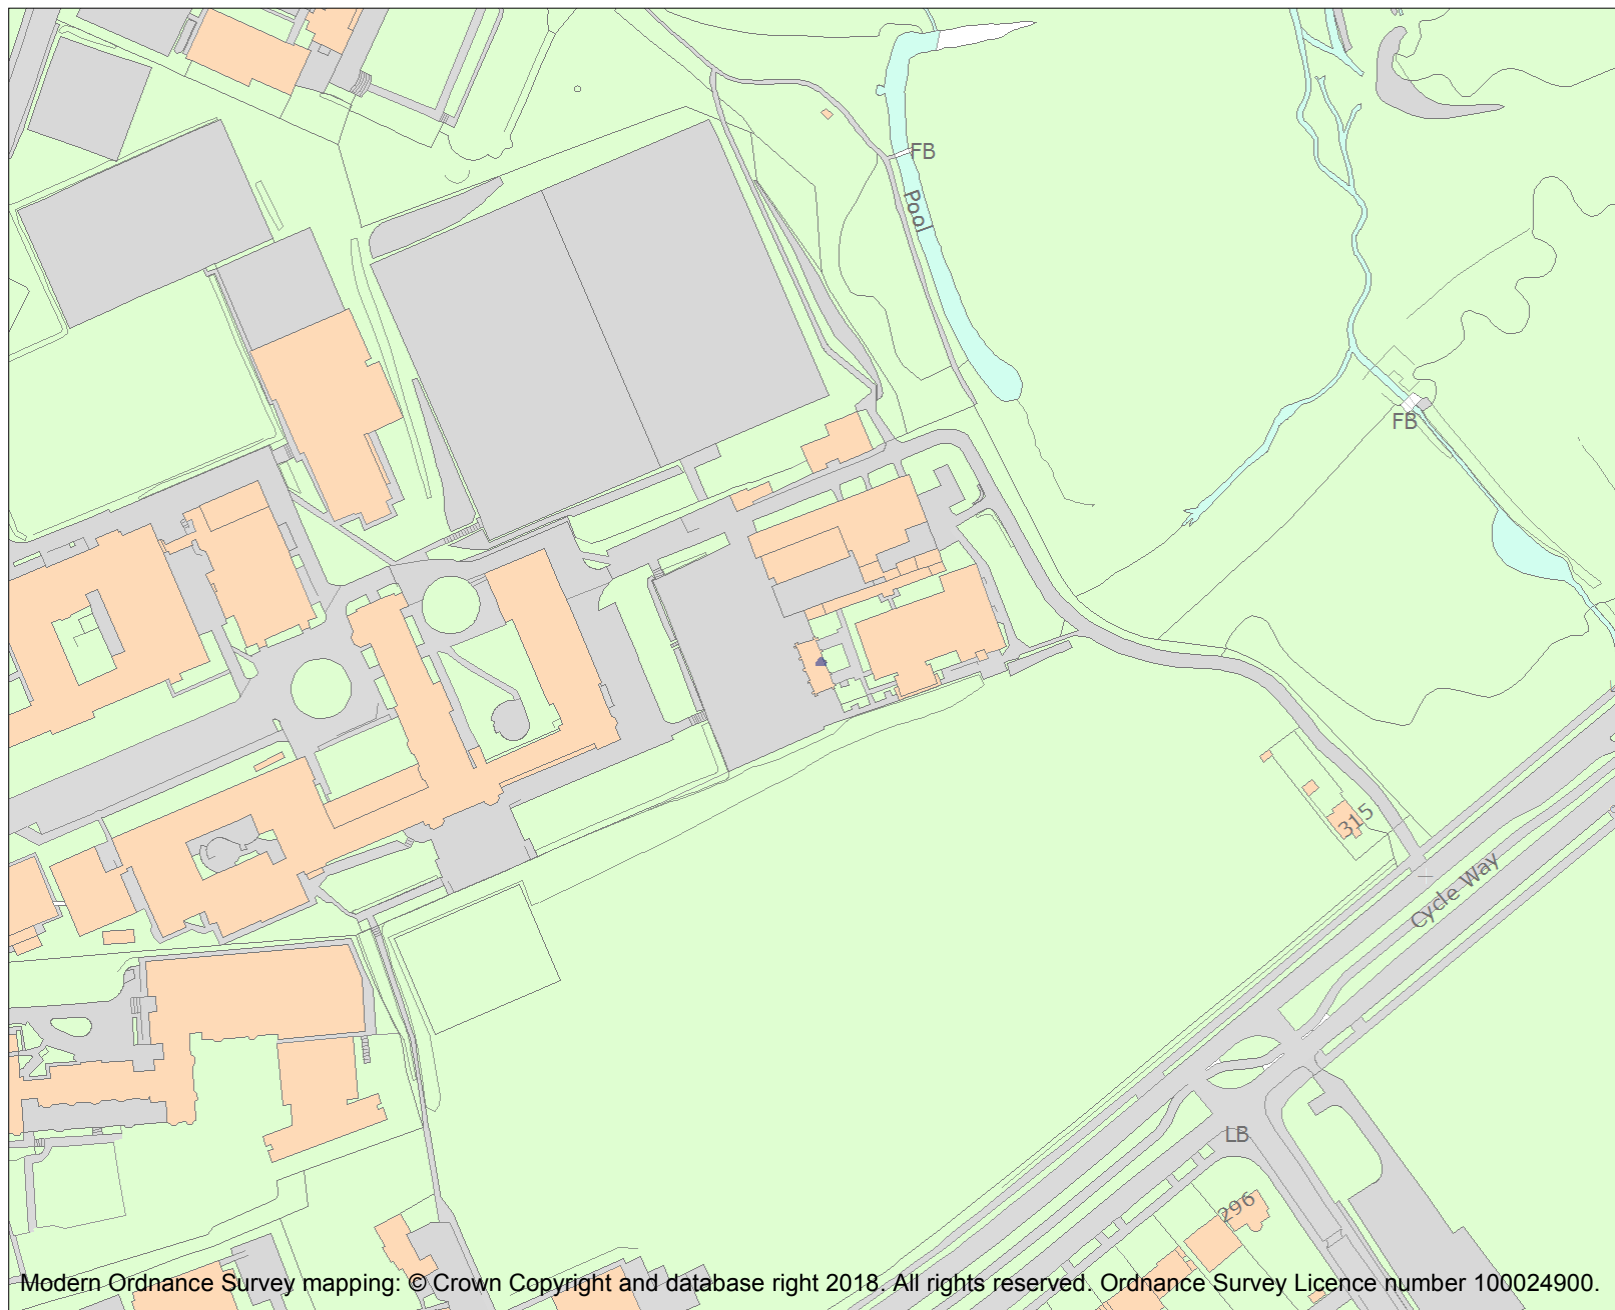 FB
Pool
FB
315
Cycle Way
LB
296
Modern Ordnance Survey mapping: © Crown Copyright and database right 2018. All rights reserved. Ordnance Survey Licence number 100024900.